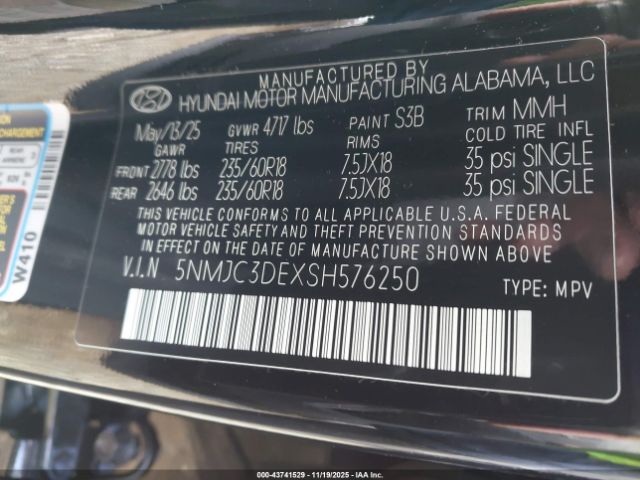 MANUFACTURED BY
HYUNDAI MOTOR MANUFACTURING ALABAMA, LLC
May/13/25 GVWR 4717 lbs PAINT S3B TRIM MMH
GAWR TIRES RIMS COLD TIRE INFL
FRONT 2778 lbs 235/60R18 7.5JX18 35 psi SINGLE
REAR 2646 lbs 235/60R18 7.5JX18 35 psi SINGLE
THIS VEHICLE CONFORMS TO ALL APPLICABLE U.S.A. FEDERAL
MOTOR VEHICLE SAFETY AND THEFT PREVENTION STANDARDS
IN EFFECT ON THE DATE OF MANUFACTURE SHOWN ABOVE.
V.I.N 5NMJC3DEXSH576250
TYPE: MPV
W410
000-43741529 - 11/19/2025 - IAAI.COM